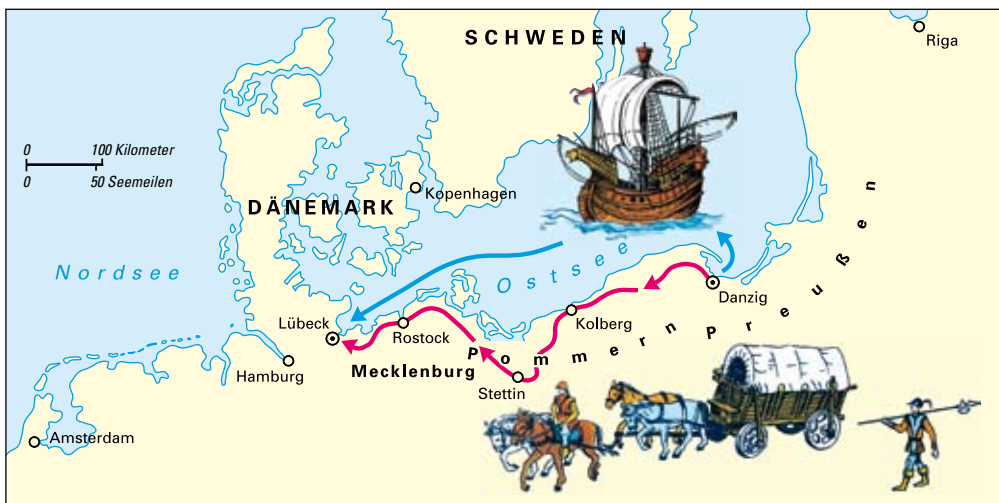 SCHWEDEN
Riga
0 100 Kilometer
0 50 Seemeilen
Kopenhagen
DÄNEMARK
Nordsee
Ostsee
Danzig
Lübeck
Rostock
Kolberg
Pommern
Preußen
Hamburg
Mecklenburg
Stettin
Amsterdam